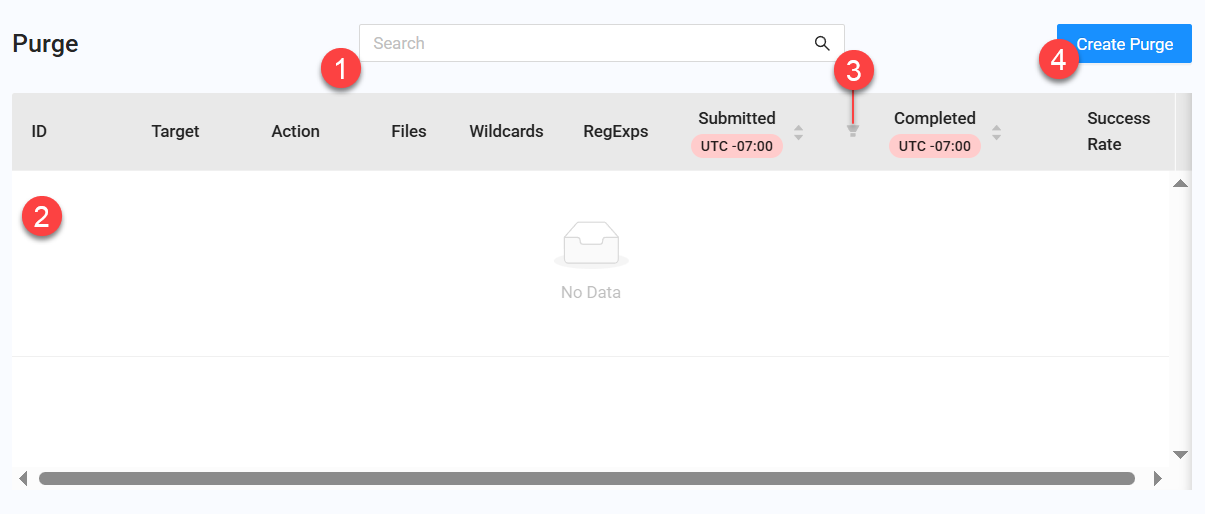 Purge
Search
Create Purge
1
3
4
ID Target Action Files Wildcards RegExps Submitted UTC -07:00 Completed UTC -07:00 Success Rate
2
No Data